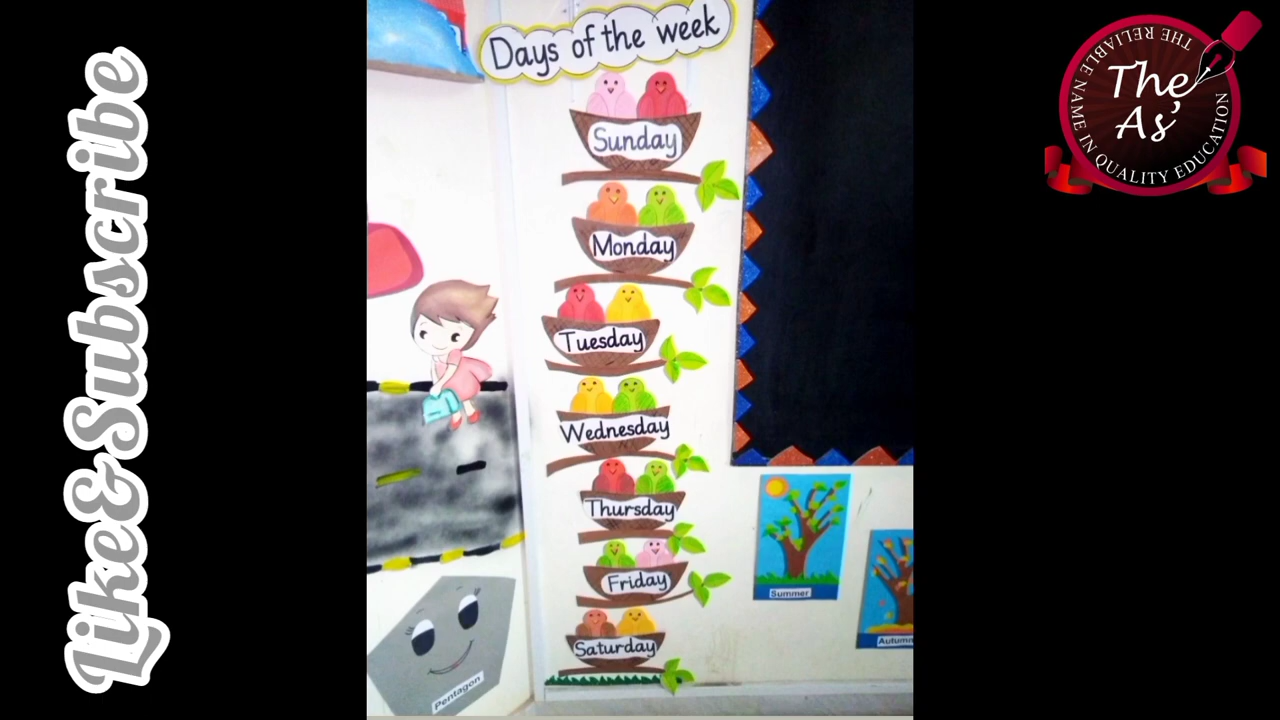 Like&Subscribe
Days of the week
Sunday
Monday
Tuesday
Wednesday
Thursday
Friday
Saturday
Pentagon
Summer
Autumn
The
As'
THE RELIABLE NAME IN QUALITY EDUCATION